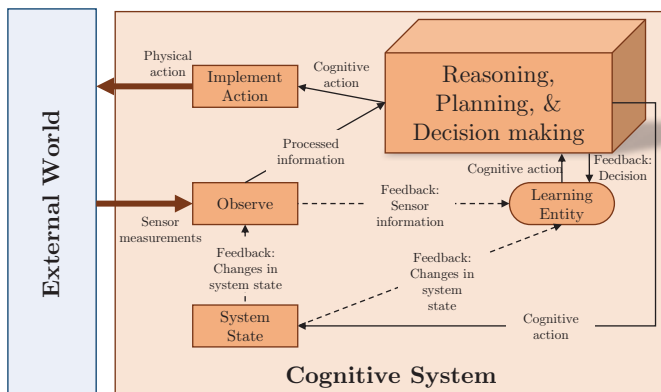 External World
Physical
action
Implement
Action
Cognitive
action
Reasoning,
Planning, &
Decision making
Processed
information
Cognitive action
Feedback:
Decision
Sensor
measurements
Observe
Feedback:
Sensor
information
Learning
Entity
Feedback:
Changes in
system state
Feedback:
Changes in
system
state
System
State
Cognitive
action
Cognitive System